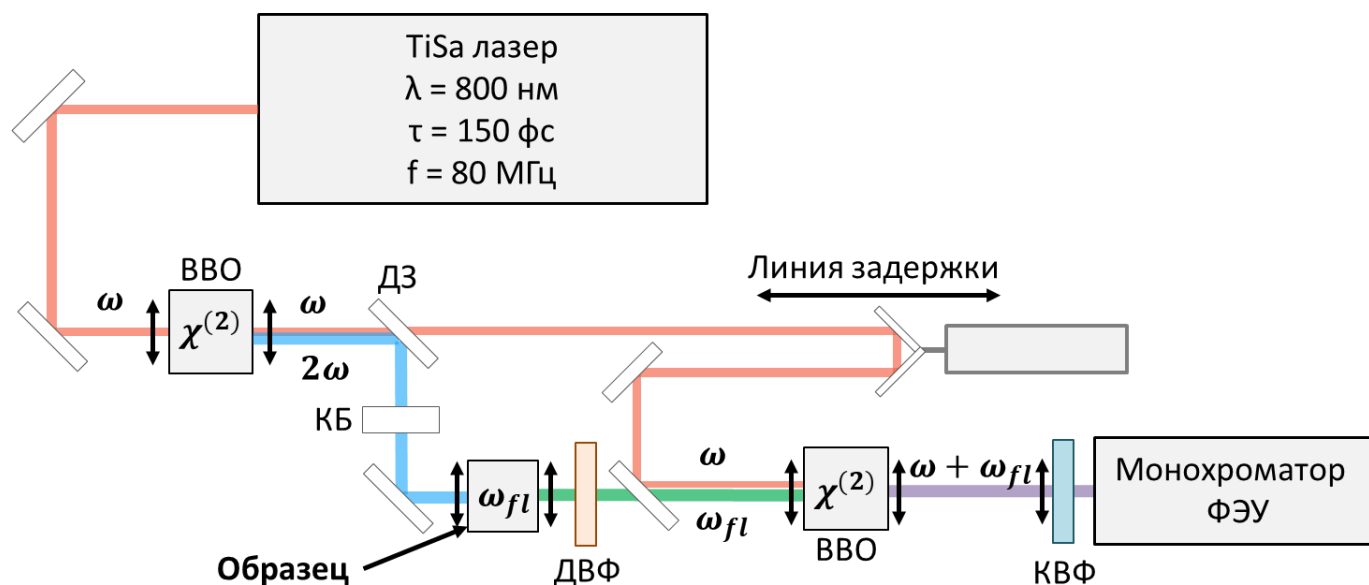 TiSa лазер
λ = 800 нм
τ = 150 фс
f = 80 МГц
BBO
ДЗ
Линия задержки
ω
χ(2)
ω
2ω
КБ
ω
ω + ωfl
Монохроматор
ФЭУ
ωfl
ωfl
χ(2)
Образец
ДВФ
BBO
КВФ